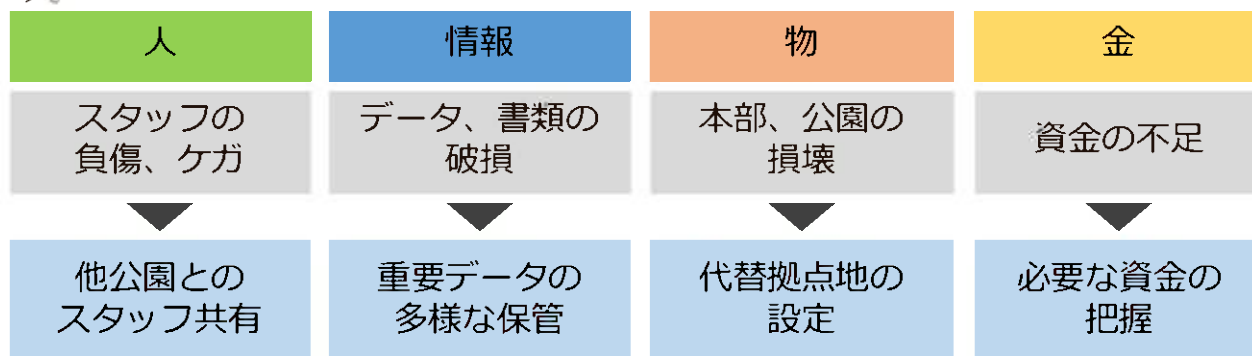 人
情報
物
金
スタッフの
負傷、ケガ
データ、書類の
破損
本部、公園の
損壊
資金の不足
他公園との
スタッフ共有
重要データの
多様な保管
代替拠点地の
設定
必要な資金の
把握